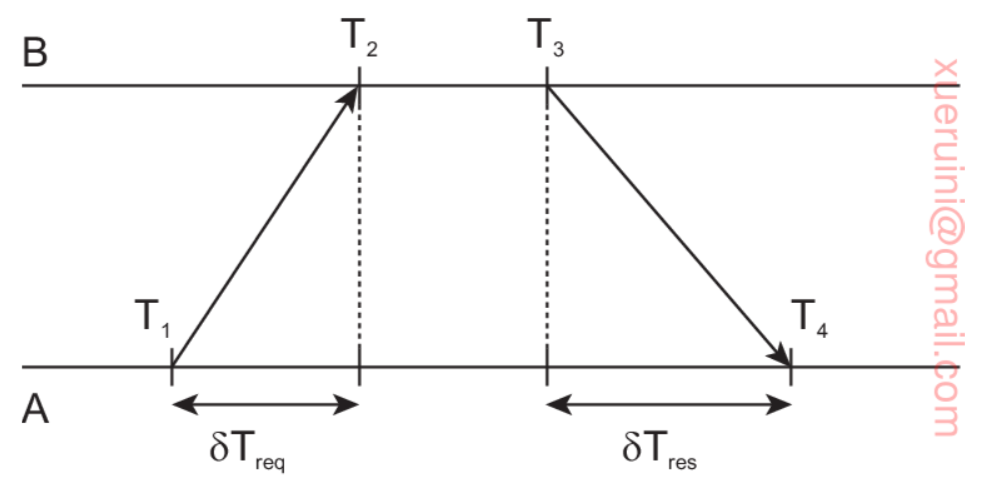 B
T2
T3
T1
T4
A
δTreq
δTres
xueruini@gmail.com